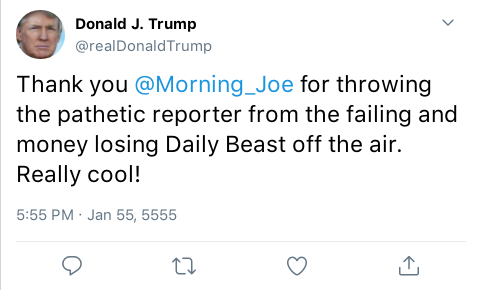 Donald J. Trump
@realDonaldTrump
Thank you @Morning_Joe for throwing
the pathetic reporter from the failing and
money losing Daily Beast off the air.
Really cool!
5:55 PM · Jan 55, 5555